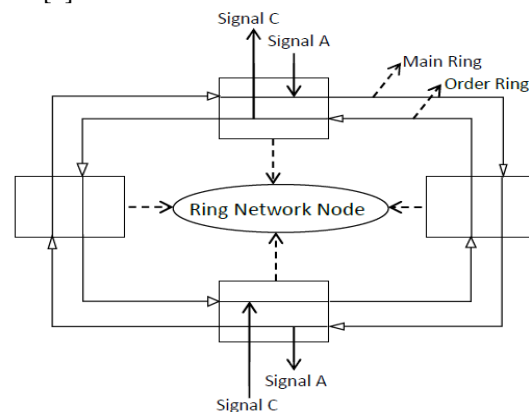 Signal C
Signal A
Main Ring
Order Ring
Ring Network Node
Signal A
Signal C